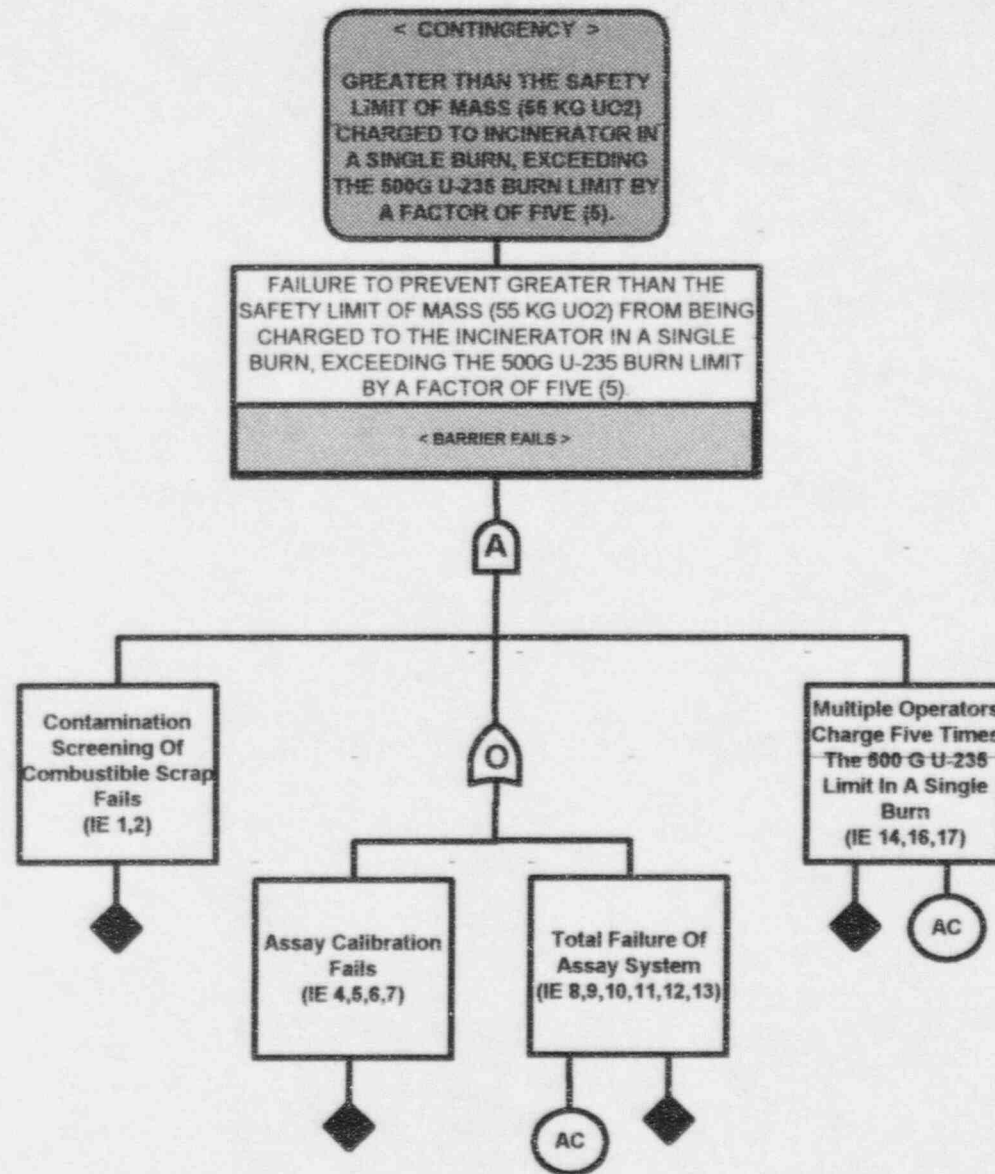 < CONTINGENCY >
GREATER THAN THE SAFETY
LIMIT OF MASS (55 KG UO2)
CHARGED TO INCINERATOR IN
A SINGLE BURN, EXCEEDING
THE 500G U-235 BURN LIMIT BY
A FACTOR OF FIVE (5).
FAILURE TO PREVENT GREATER THAN THE
SAFETY LIMIT OF MASS (55 KG UO2) FROM BEING
CHARGED TO THE INCINERATOR IN A SINGLE
BURN, EXCEEDING THE 500G U-235 BURN LIMIT
BY A FACTOR OF FIVE (5).
< BARRIER FAILS >
A
Contamination
Screening Of
Combustible Scrap
Fails
(IE 1,2)
O
Multiple Operators
Charge Five Times
The 500 G U-235
Limit In A Single
Burn
(IE 14,16,17)
AC
Assay Calibration
Fails
(IE 4,5,6,7)
Total Failure Of
Assay System
(IE 8,9,10,11,12,13)
AC